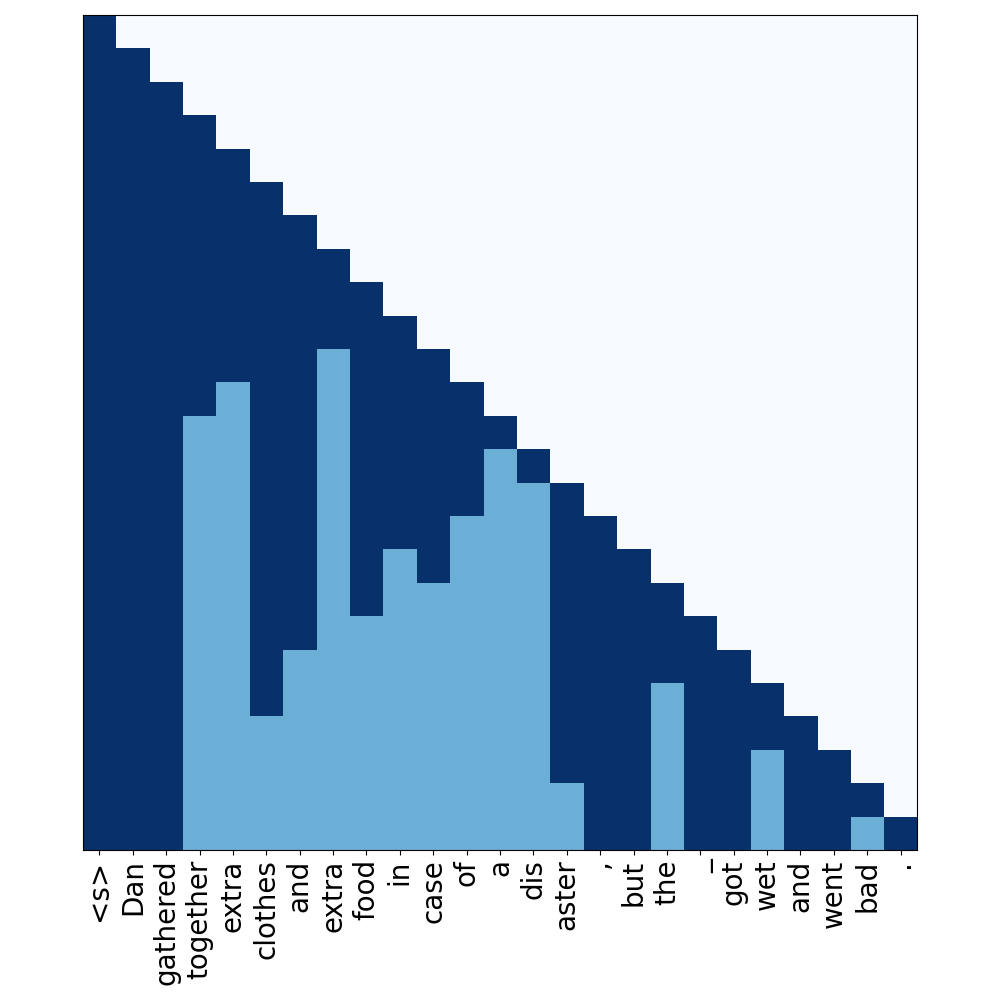 <s> Dan gathered together extra clothes and extra food in case of a dis aster , but the _ got wet and went bad .